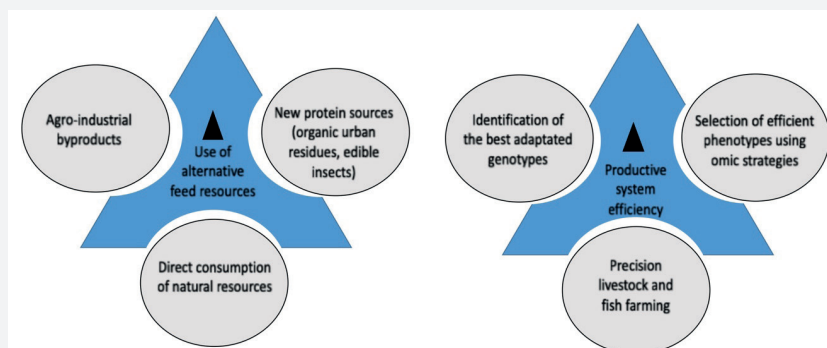 Agro-industrial
byproducts
New protein sources
(organic urban
residues, edible
insects)
Use of
alternative
feed resources
Direct consumption
of natural resources
Identification of
the best adaptated
genotypes
Selection of efficient
phenotypes using
omic strategies
Productive
system
efficiency
Precision
livestock and
fish farming